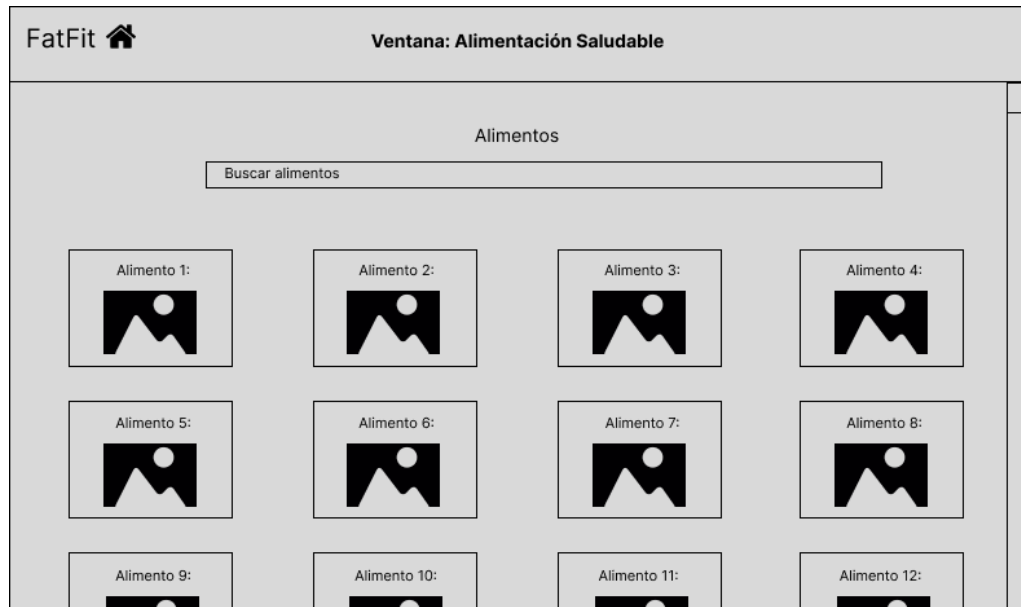 FatFit
Ventana: Alimentación Saludable
Alimentos
Buscar alimentos
Alimento 1:
Alimento 2:
Alimento 3:
Alimento 4:
Alimento 5:
Alimento 6:
Alimento 7:
Alimento 8:
Alimento 9:
Alimento 10:
Alimento 11:
Alimento 12: